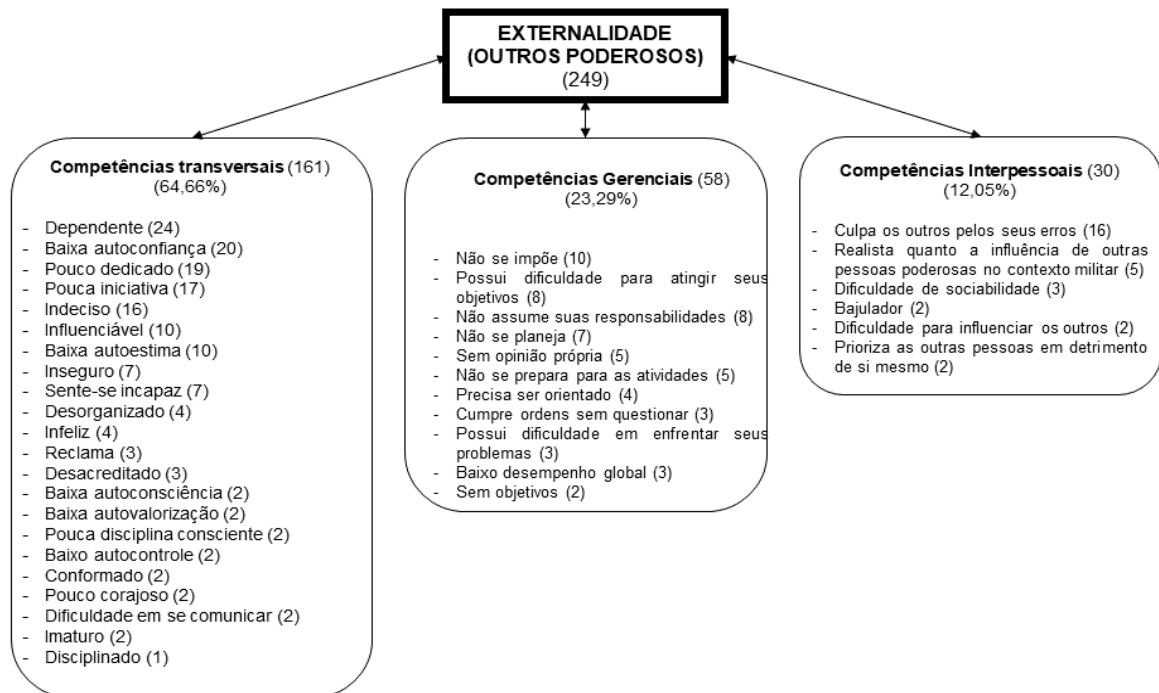 EXTERNALIDADE
(OUTROS PODEROSOS)
(249)
Competências transversais (161)
(64,66%)
- Dependente (24)
- Baixa autoconfiança (20)
- Pouco dedicado (19)
- Pouca iniciativa (17)
- Indeciso (16)
- Influenciável (10)
- Baixa autoestima (10)
- Inseguro (7)
- Sente-se incapaz (7)
- Desorganizado (4)
- Infeliz (4)
- Reclama (3)
- Desacreditado (3)
- Baixa autoconsciência (2)
- Baixa autovalorização (2)
- Pouca disciplina consciente (2)
- Baixo autocontrole (2)
- Conformado (2)
- Pouco corajoso (2)
- Dificuldade em se comunicar (2)
- Imaturo (2)
- Disciplinado (1)
Competências Gerenciais (58)
(23,29%)
- Não se impõe (10)
- Possui dificuldade para atingir seus
objetivos (8)
- Não assume suas responsabilidades (8)
- Não se planeja (7)
- Sem opinião própria (5)
- Não se prepara para as atividades (5)
- Precisa ser orientado (4)
- Cumpre ordens sem questionar (3)
- Possui dificuldade em enfrentar seus
problemas (3)
- Baixo desempenho global (3)
- Sem objetivos (2)
Competências Interpessoais (30)
(12,05%)
- Culpa os outros pelos seus erros (16)
- Realista quanto a influência de outras
pessoas poderosas no contexto militar (5)
- Dificuldade de sociabilidade (3)
- Bajulador (2)
- Dificuldade para influenciar os outros (2)
- Prioriza as outras pessoas em detrimento
de si mesmo (2)